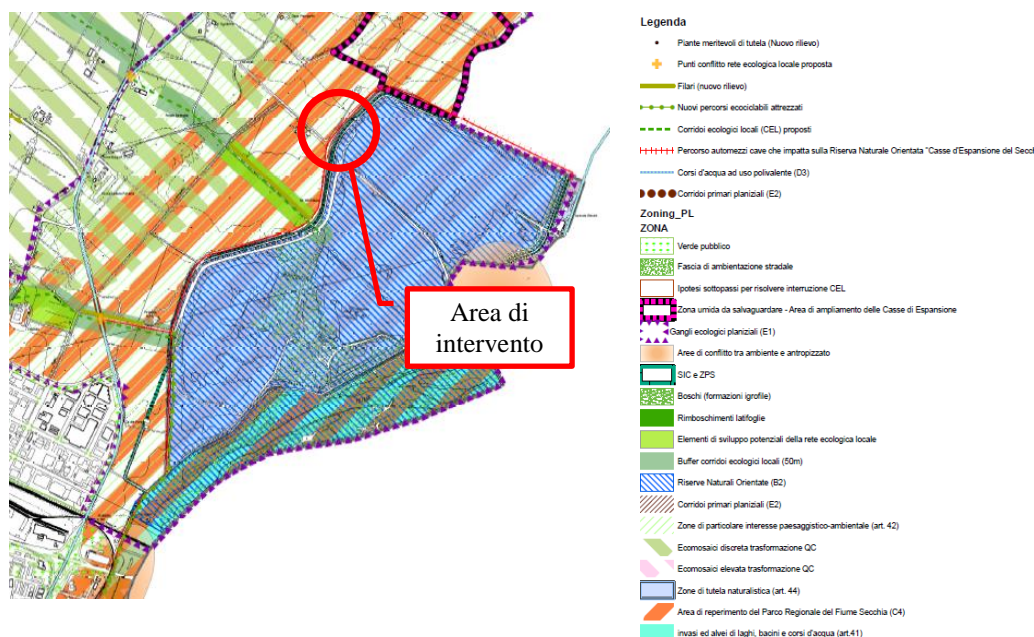 Area di
intervento
Legenda
Piante meritevoli di tutela (Nuovo rilievo)
Punti conflitto rete ecologica locale proposta
Filari (nuovo rilievo)
Nuovi percorsi ecociclabili attrezzati
Corridoi ecologici locali (CEL) proposti
Percorso automezzi cave che impatta sulla Riserva Naturale Orientata "Casse d'Espansione del Secch
Corsi d'acqua ad uso polivalente (D3)
Corridoi primari planiziali (E2)
Zoning_PL
ZONA
Verde pubblico
Fascia di ambientazione stradale
Ipotesi sottopassi per risolvere interruzione CEL
Zona umida da salvaguardare - Area di ampliamento delle Casse di Espansione
Gangli ecologici planiziali (E1)
Aree di conflitto tra ambiente e antropizzato
SIC e ZPS
Boschi (formazioni igrofile)
Rimboschimenti latifoglie
Elementi di sviluppo potenziali della rete ecologica locale
Buffer corridoi ecologici locali (50m)
Riserve Naturali Orientate (B2)
Corridoi primari planiziali (E2)
Zone di particolare interesse paesaggistico-ambientale (art. 42)
Ecomosaici discreta trasformazione QC
Ecomosaici elevata trasformazione QC
Zone di tutela naturalistica (art. 44)
Area di reperimento del Parco Regionale del Fiume Secchia (C4)
invasi ed alvei di laghi, bacini e corsi d'acqua (art.41)